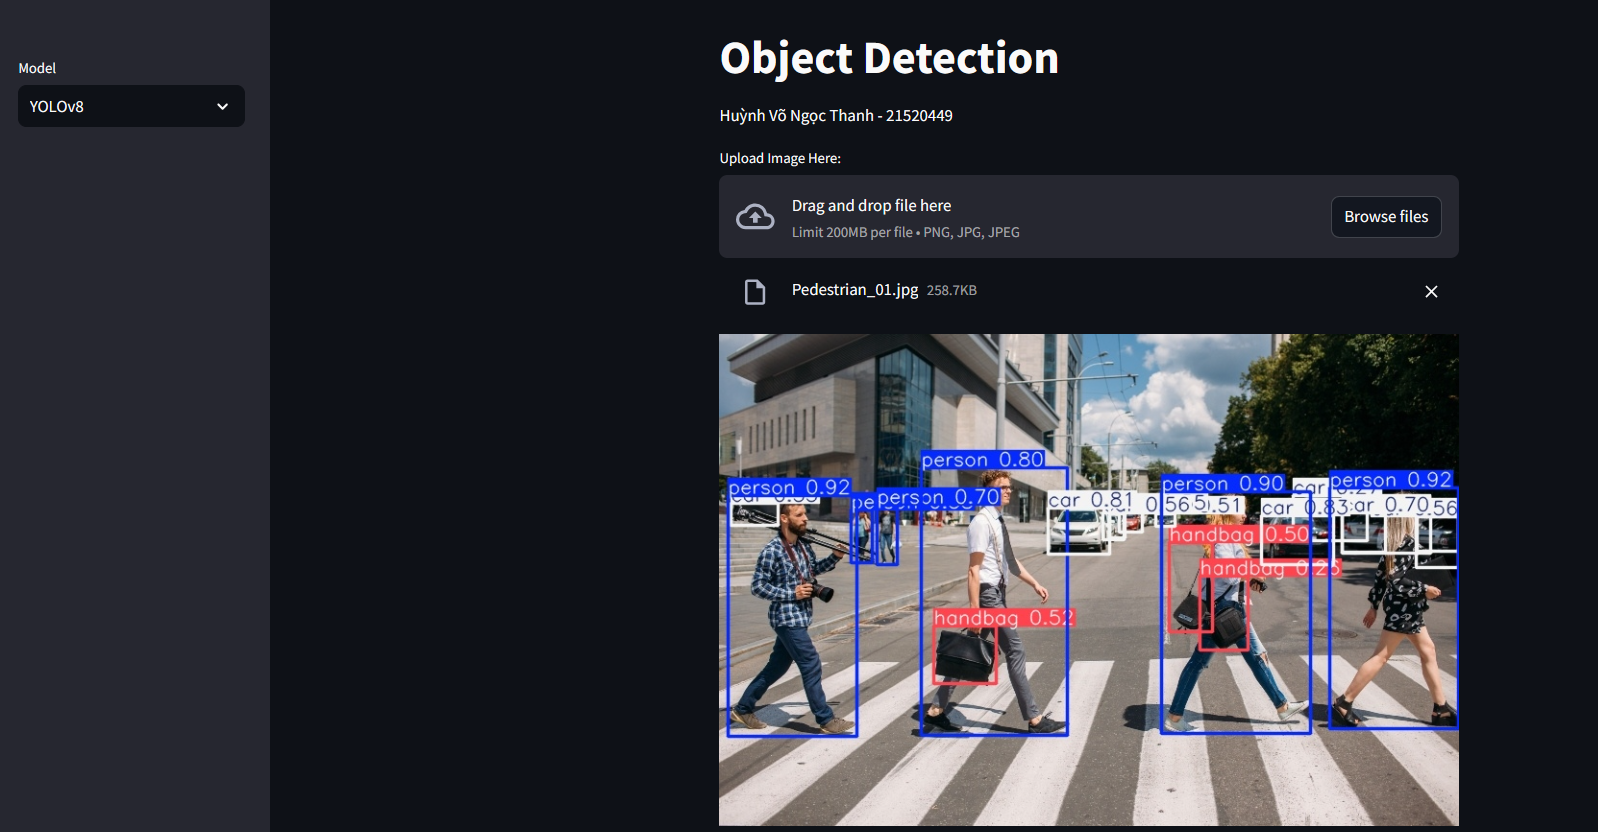 Model
YOLOv8
Object Detection
Huỳnh Võ Ngọc Thanh - 21520449
Upload Image Here:
Drag and drop file here
Limit 200MB per file • PNG, JPG, JPEG
Browse files
Pedestrian_01.jpg 258.7KB
person 0.80
person 0.92
person 0.90
person 0.92
person 0.70
car 0.81
car 0.83
0.70
handbag 0.50
handbag 0.26
handbag 0.52